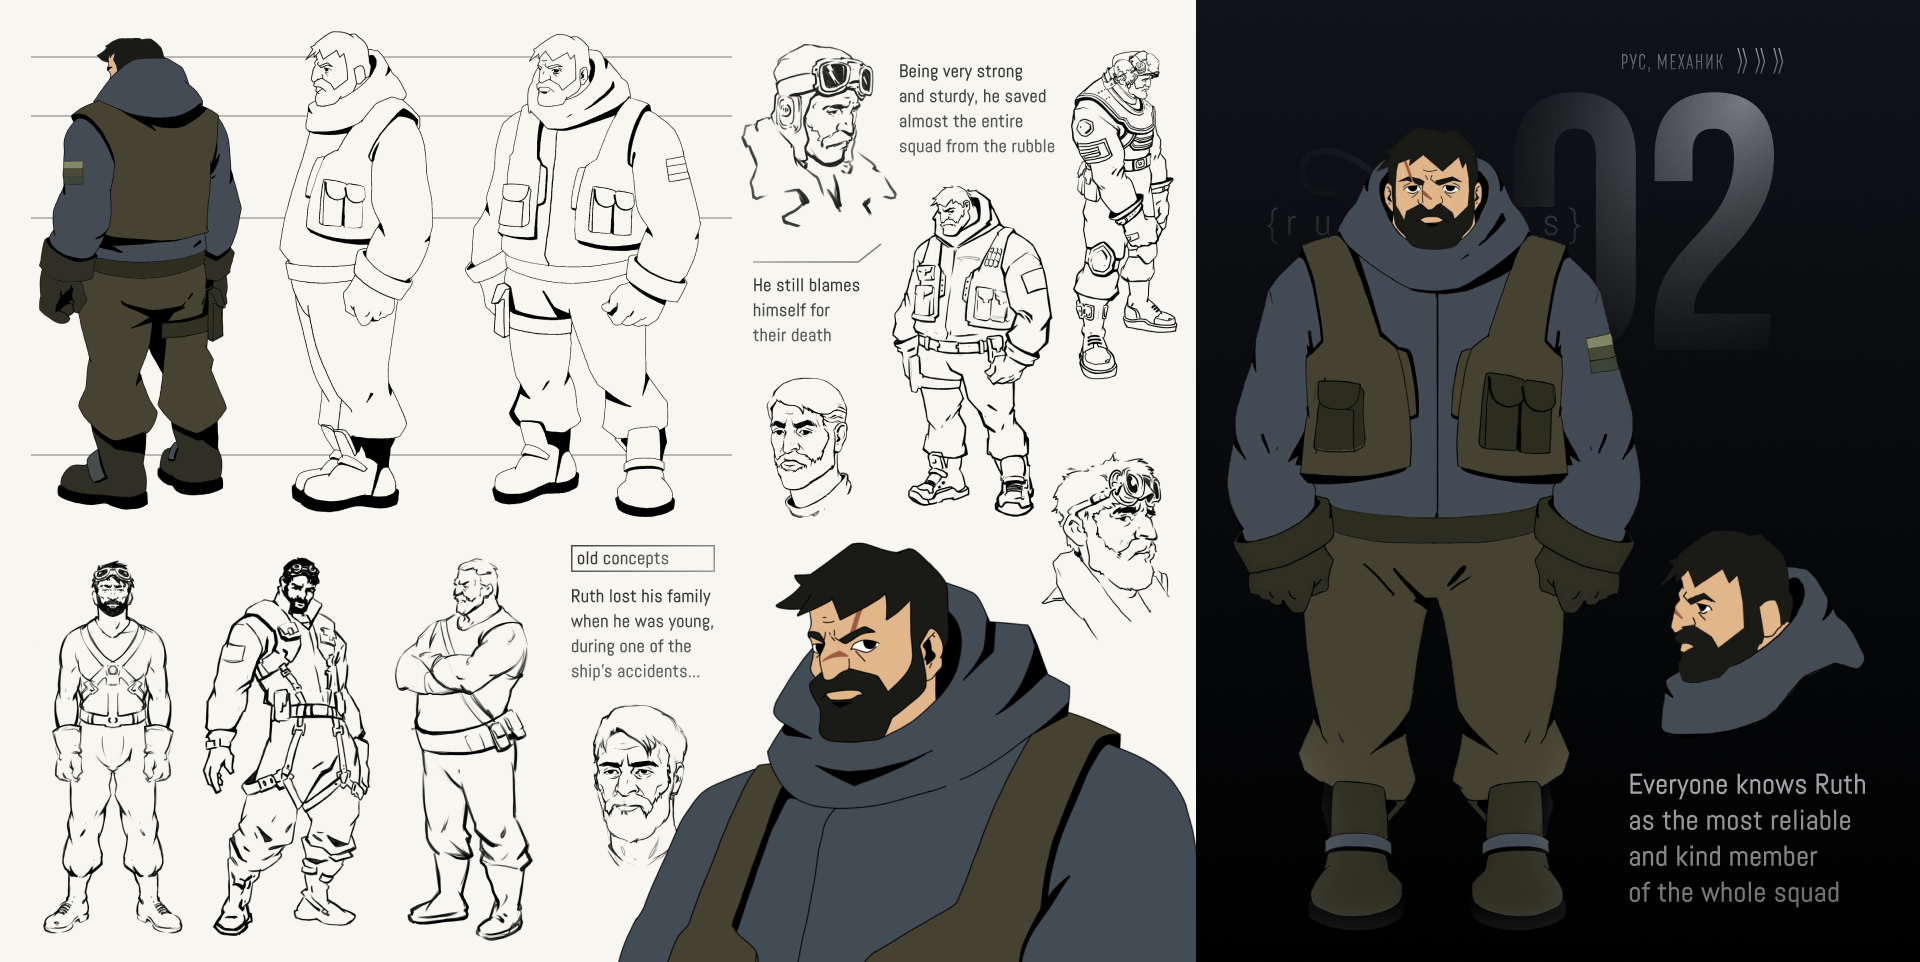 Being very strong
and sturdy, he saved
almost the entire
squad from the rubble
He still blames
himself for
their death
old concepts
Ruth lost his family
when he was young,
during one of the
ship's accidents...
РУС, МЕХАНИК
02
{ru
s}
Everyone knows Ruth
as the most reliable
and kind member
of the whole squad